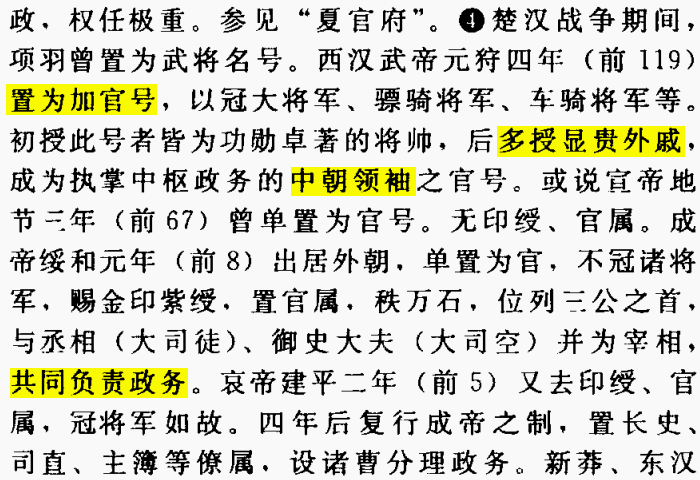 政，权任极重。参见“夏官府”。❹楚汉战争期间，
项羽曾置为武将名号。西汉武帝元狩四年（前119）
置为加官号，以冠大将军、骠骑将军、车骑将军等。
初授此号者皆为功勋卓著的将帅，后多授显贵外戚，
成为执掌中枢政务的中朝领袖之官号。或说宣帝地
节三年（前67）曾单置为官号。无印绶、官属。成
帝绥和元年（前8）出居外朝，单置为官，不冠诸将
军，赐金印紫绶，置官属，秩万石，位列三公之首，
与丞相（大司徒）、御史大夫（大司空）并为宰相，
共同负责政务。哀帝建平二年（前5）又去印绶、官
属，冠将军如故。四年后复行成帝之制，置长史、
司直、主簿等僚属，设诸曹分理政务。新莽、东汉